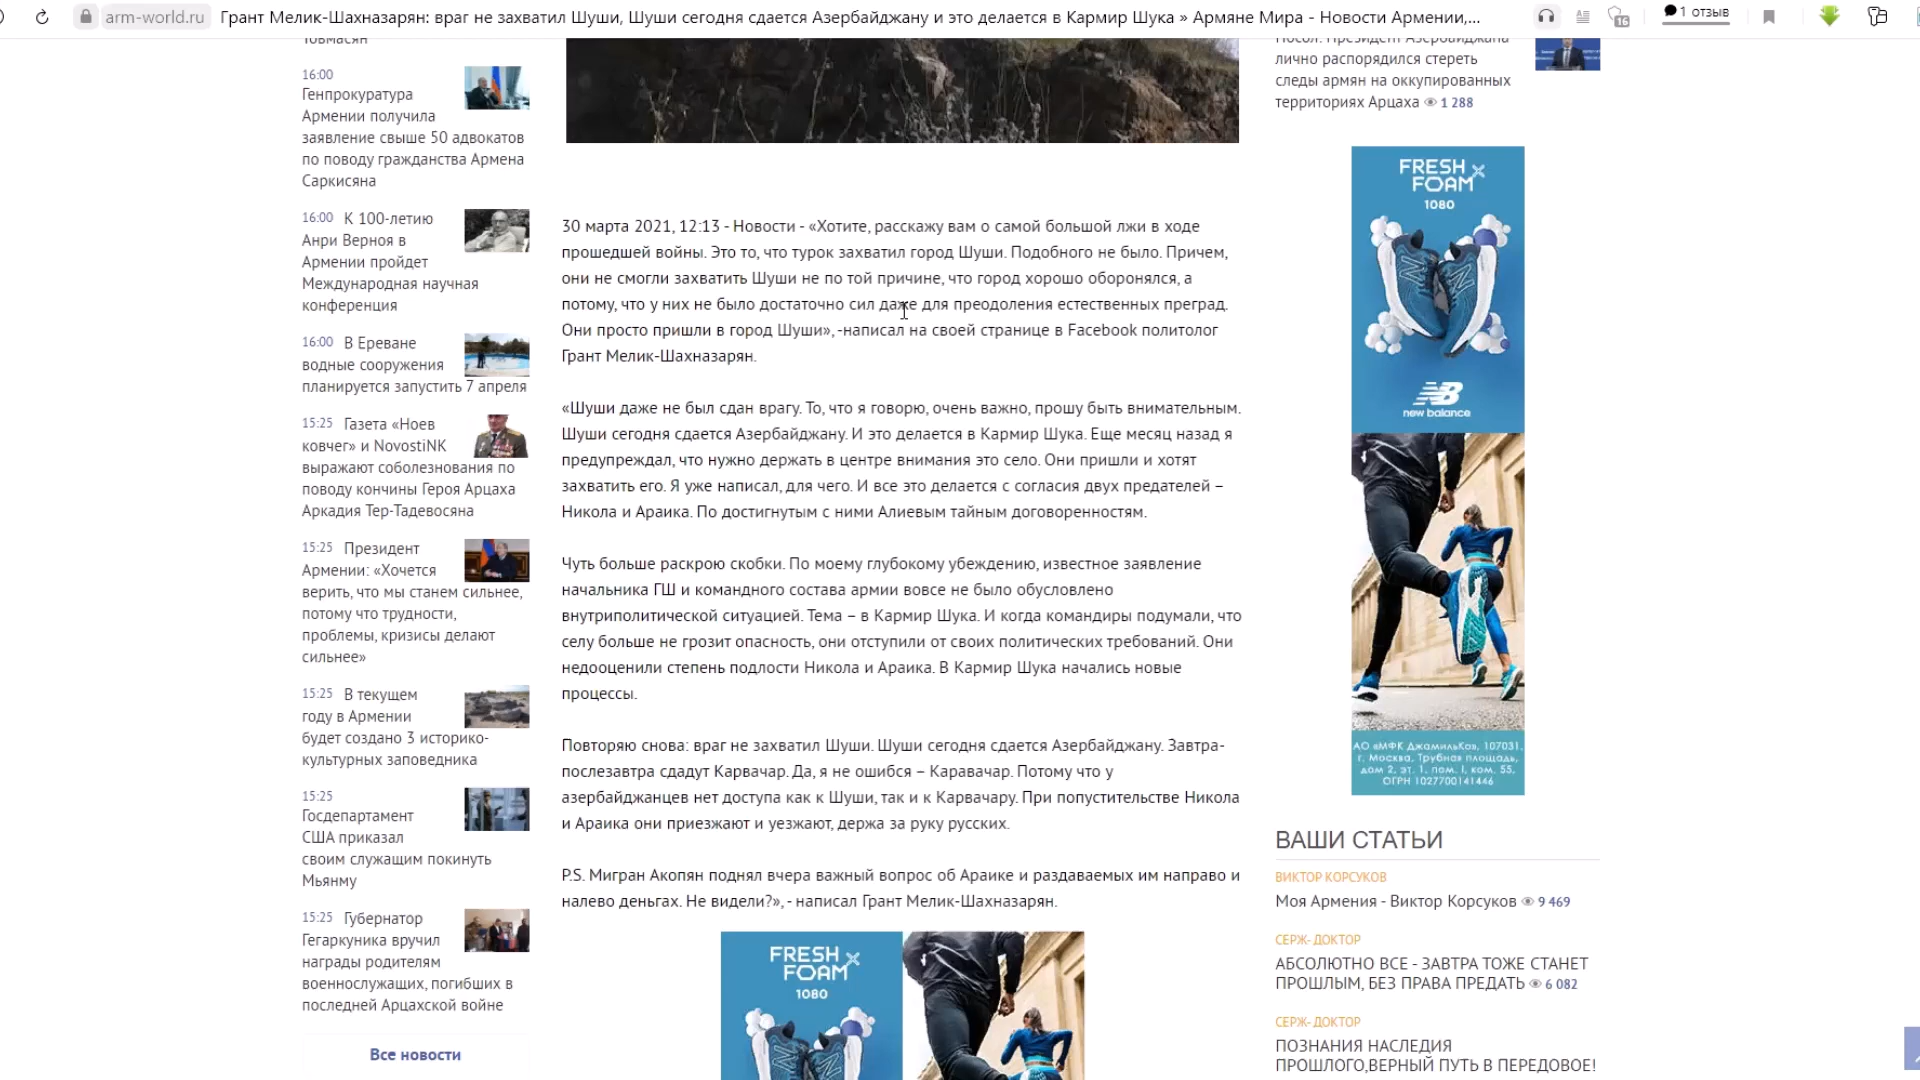 arm-world.ru
Грант Мелик-Шахназарян: враг не захватил Шуши, Шуши сегодня сдается Азербайджану и это делается в Кармир Шука » Армяне Мира - Новости Армении,...
16
1 отзыв
Товмасян
16:00
Генпрокуратура
Армении получила
заявление свыше 50 адвокатов
по поводу гражданства Армена
Саркисяна
16:00 К 100-летию
Анри Верноя в
Армении пройдет
Международная научная
конференция
16:00 В Ереване
водные сооружения
планируется запустить 7 апреля
15:25 Газета «Ноев
ковчег» и NovostiNK
выражают соболезнования по
поводу кончины Героя Арцаха
Аркадия Тер-Тадевосяна
15:25 Президент
Армении: «Хочется
верить, что мы станем сильнее,
потому что трудности,
проблемы, кризисы делают
сильнее»
15:25 В текущем
году в Армении
будет создано 3 историко-
культурных заповедника
15:25
Госдепартамент
США приказал
своим служащим покинуть
Мьянму
15:25 Губернатор
Гегаркуника вручил
награды родителям
военнослужащих, погибших в
последней Арцахской войне
Все новости
30 марта 2021, 12:13 - Новости - «Хотите, расскажу вам о самой большой лжи в ходе
прошедшей войны. Это то, что турок захватил город Шуши. Подобного не было. Причем,
они не смогли захватить Шуши не по той причине, что город хорошо оборонялся, а
потому, что у них не было достаточно сил даже для преодоления естественных преград.
Они просто пришли в город Шуши», -написал на своей странице в Facebook политолог
Грант Мелик-Шахназарян.
«Шуши даже не был сдан врагу. То, что я говорю, очень важно, прошу быть внимательным.
Шуши сегодня сдается Азербайджану. И это делается в Кармир Шука. Еще месяц назад я
предупреждал, что нужно держать в центре внимания это село. Они пришли и хотят
захватить его. Я уже написал, для чего. И все это делается с согласия двух предателей –
Никола и Араика. По достигнутым с ними Алиевым тайным договоренностям.
Чуть больше раскрою скобки. По моему глубокому убеждению, известное заявление
начальника ГШ и командного состава армии вовсе не было обусловлено
внутриполитической ситуацией. Тема – в Кармир Шука. И когда командиры подумали, что
селу больше не грозит опасность, они отступили от своих политических требований. Они
недооценили степень подлости Никола и Араика. В Кармир Шука начались новые
процессы.
Повторяю снова: враг не захватил Шуши. Шуши сегодня сдается Азербайджану. Завтра-
послезавтра сдадут Карвачар. Да, я не ошибся – Каравачар. Потому что у
азербайджанцев нет доступа как к Шуши, так и к Карвачару. При попустительстве Никола
и Араика они приезжают и уезжают, держа за руку русских.
P.S. Мигран Акопян поднял вчера важный вопрос об Араике и раздаваемых им направо и
налево деньгах. Не видели?», - написал Грант Мелик-Шахназарян.
FRESH
FOAM X
1080
Посол: Президент Азербайджана
лично распорядился стереть
следы армян на оккупированных
территориях Арцаха 1 288
FRESH
FOAM X
1080
new balance
АО «МФК ДжамильКо», 107031,
г. Москва, Трубная площадь,
дом 2, эт. 1, пом. I, ком. 55,
ОГРН 1027700141446
ВАШИ СТАТЬИ
ВИКТОР КОРСУКОВ
Моя Армения - Виктор Корсуков 9 469
СЕРЖ- ДОКТОР
АБСОЛЮТНО ВСЕ - ЗАВТРА ТОЖЕ СТАНЕТ
ПРОШЛЫМ, БЕЗ ПРАВА ПРЕДАТЬ 6 082
СЕРЖ- ДОКТОР
ПОЗНАНИЯ НАСЛЕДИЯ
ПРОШЛОГО,ВЕРНЫЙ ПУТЬ В ПЕРЕДОВОЕ!